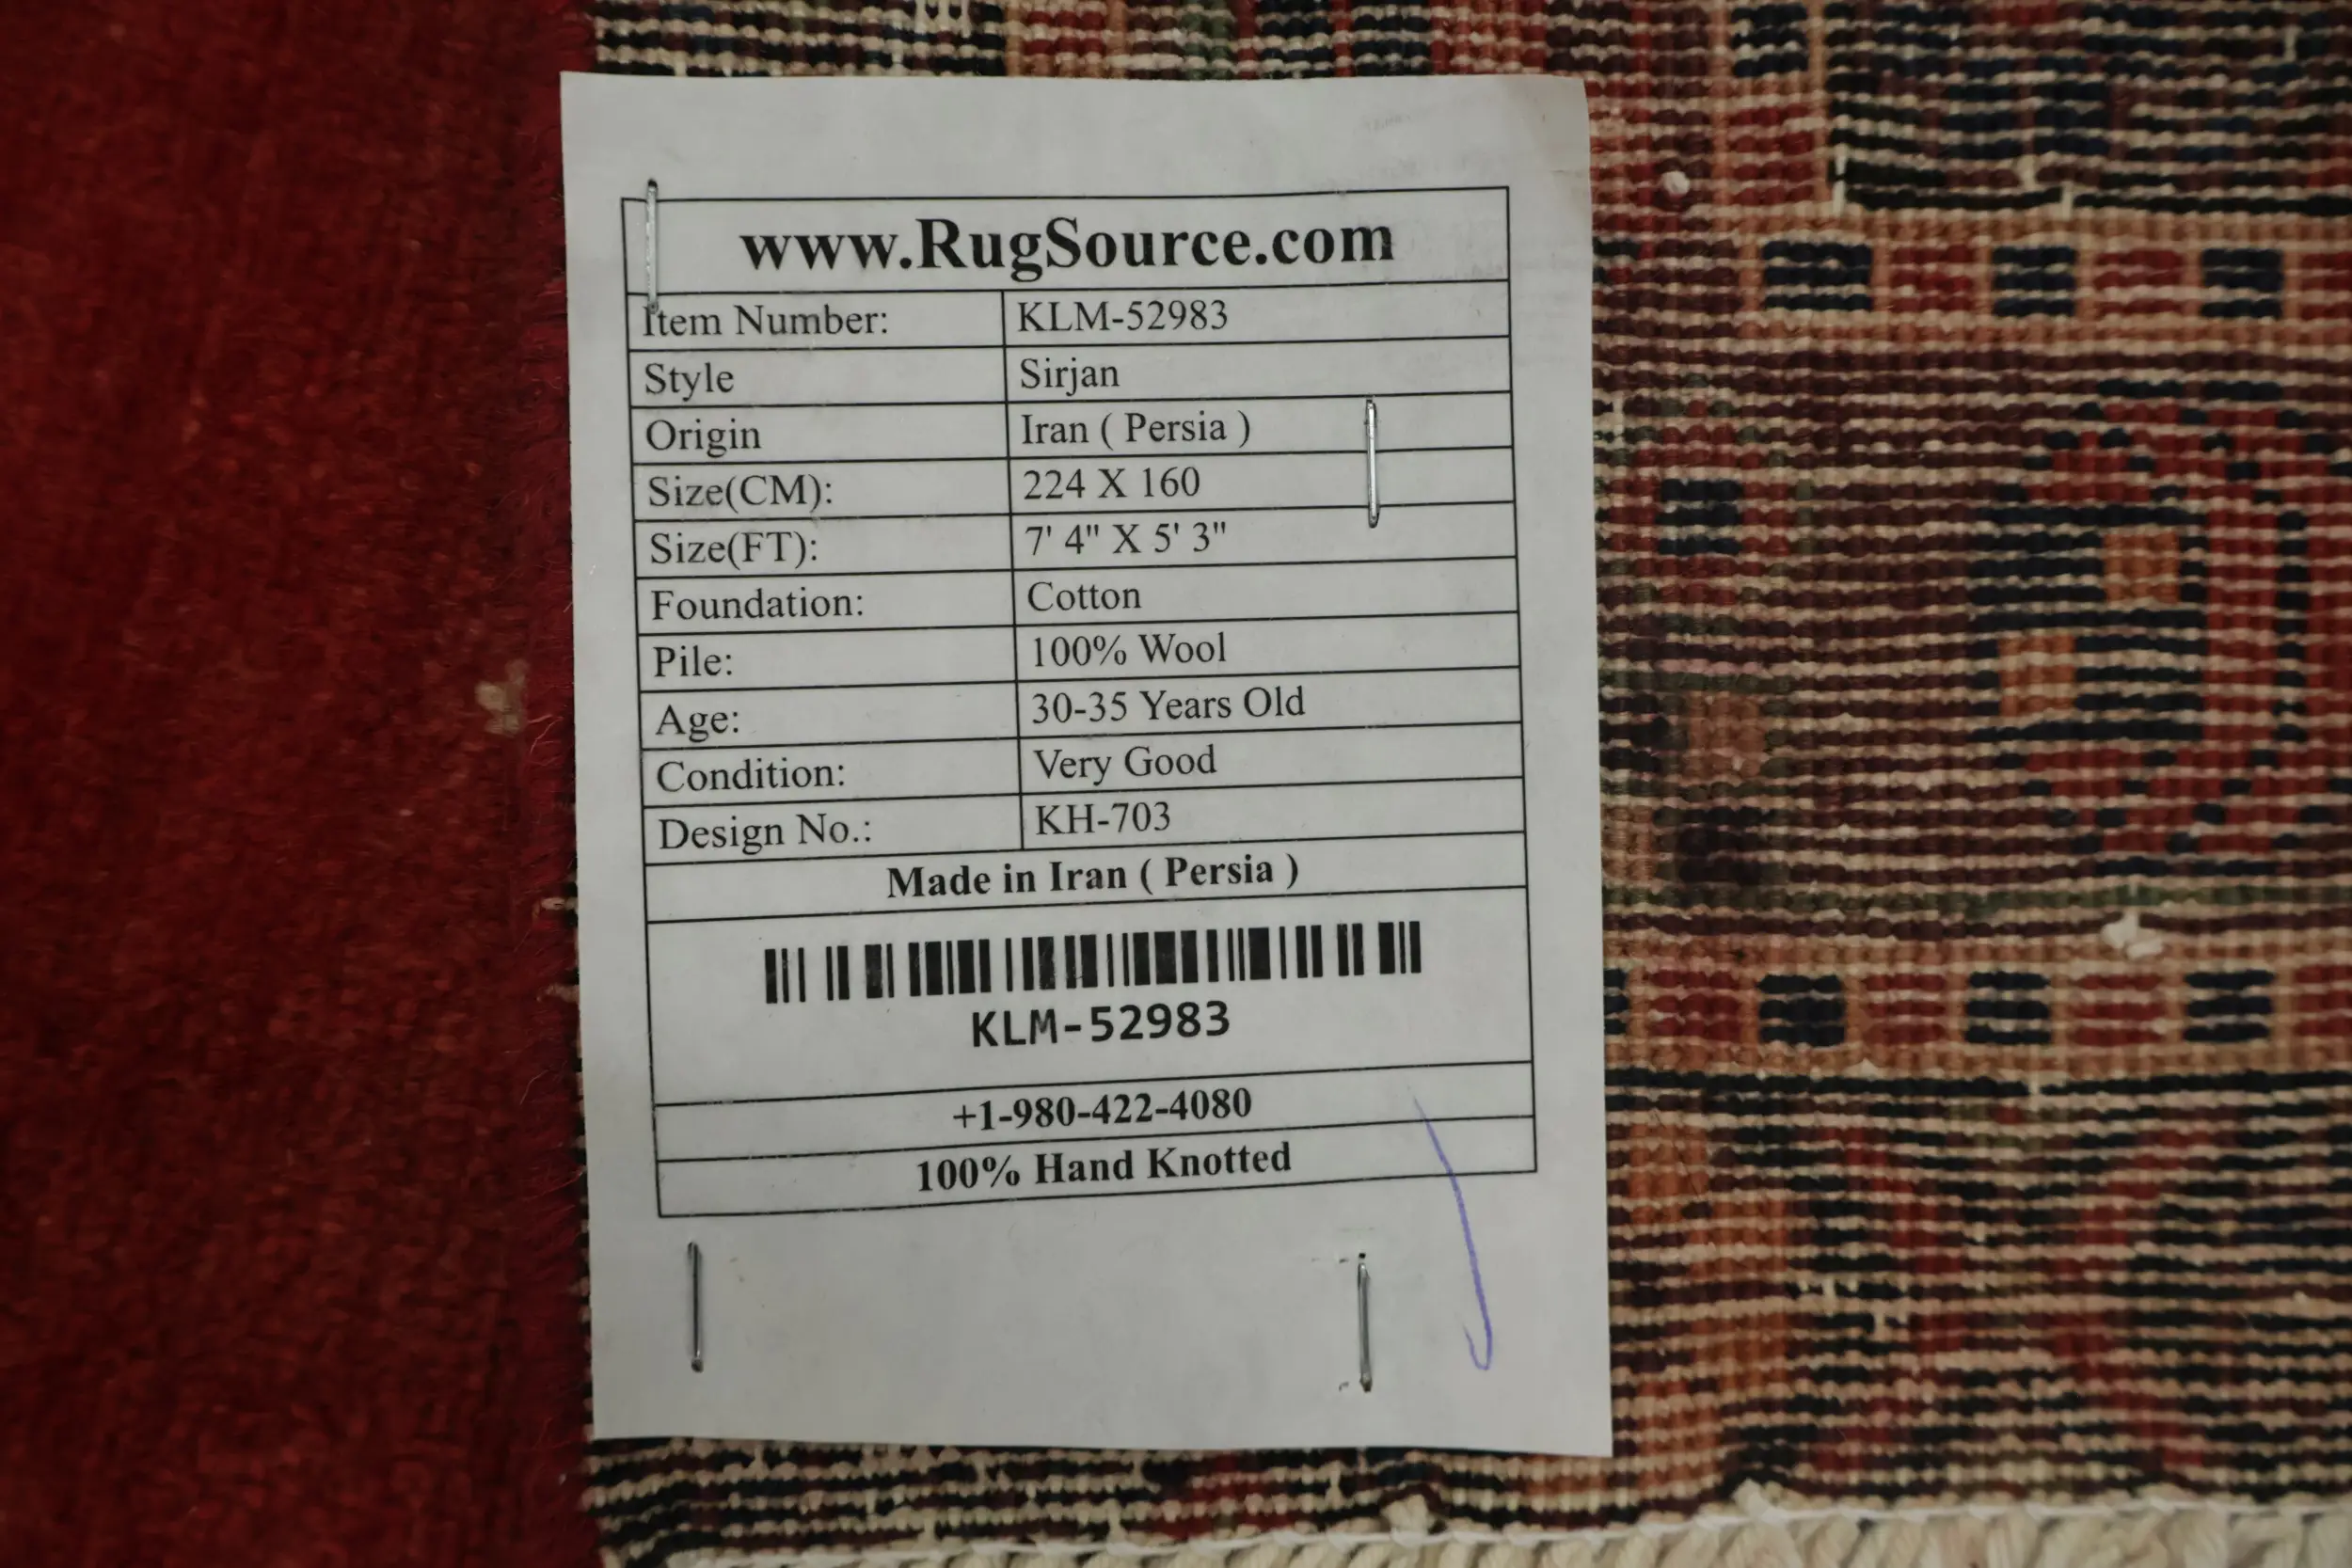 www.RugSource.com
Item Number: KLM-52983
Style Sirjan
Origin Iran ( Persia )
Size(CM): 224 X 160
Size(FT): 7' 4" X 5' 3"
Foundation: Cotton
Pile: 100% Wool
Age: 30-35 Years Old
Condition: Very Good
Design No.: KH-703
Made in Iran ( Persia )
KLM-52983
+1-980-422-4080
100% Hand Knotted